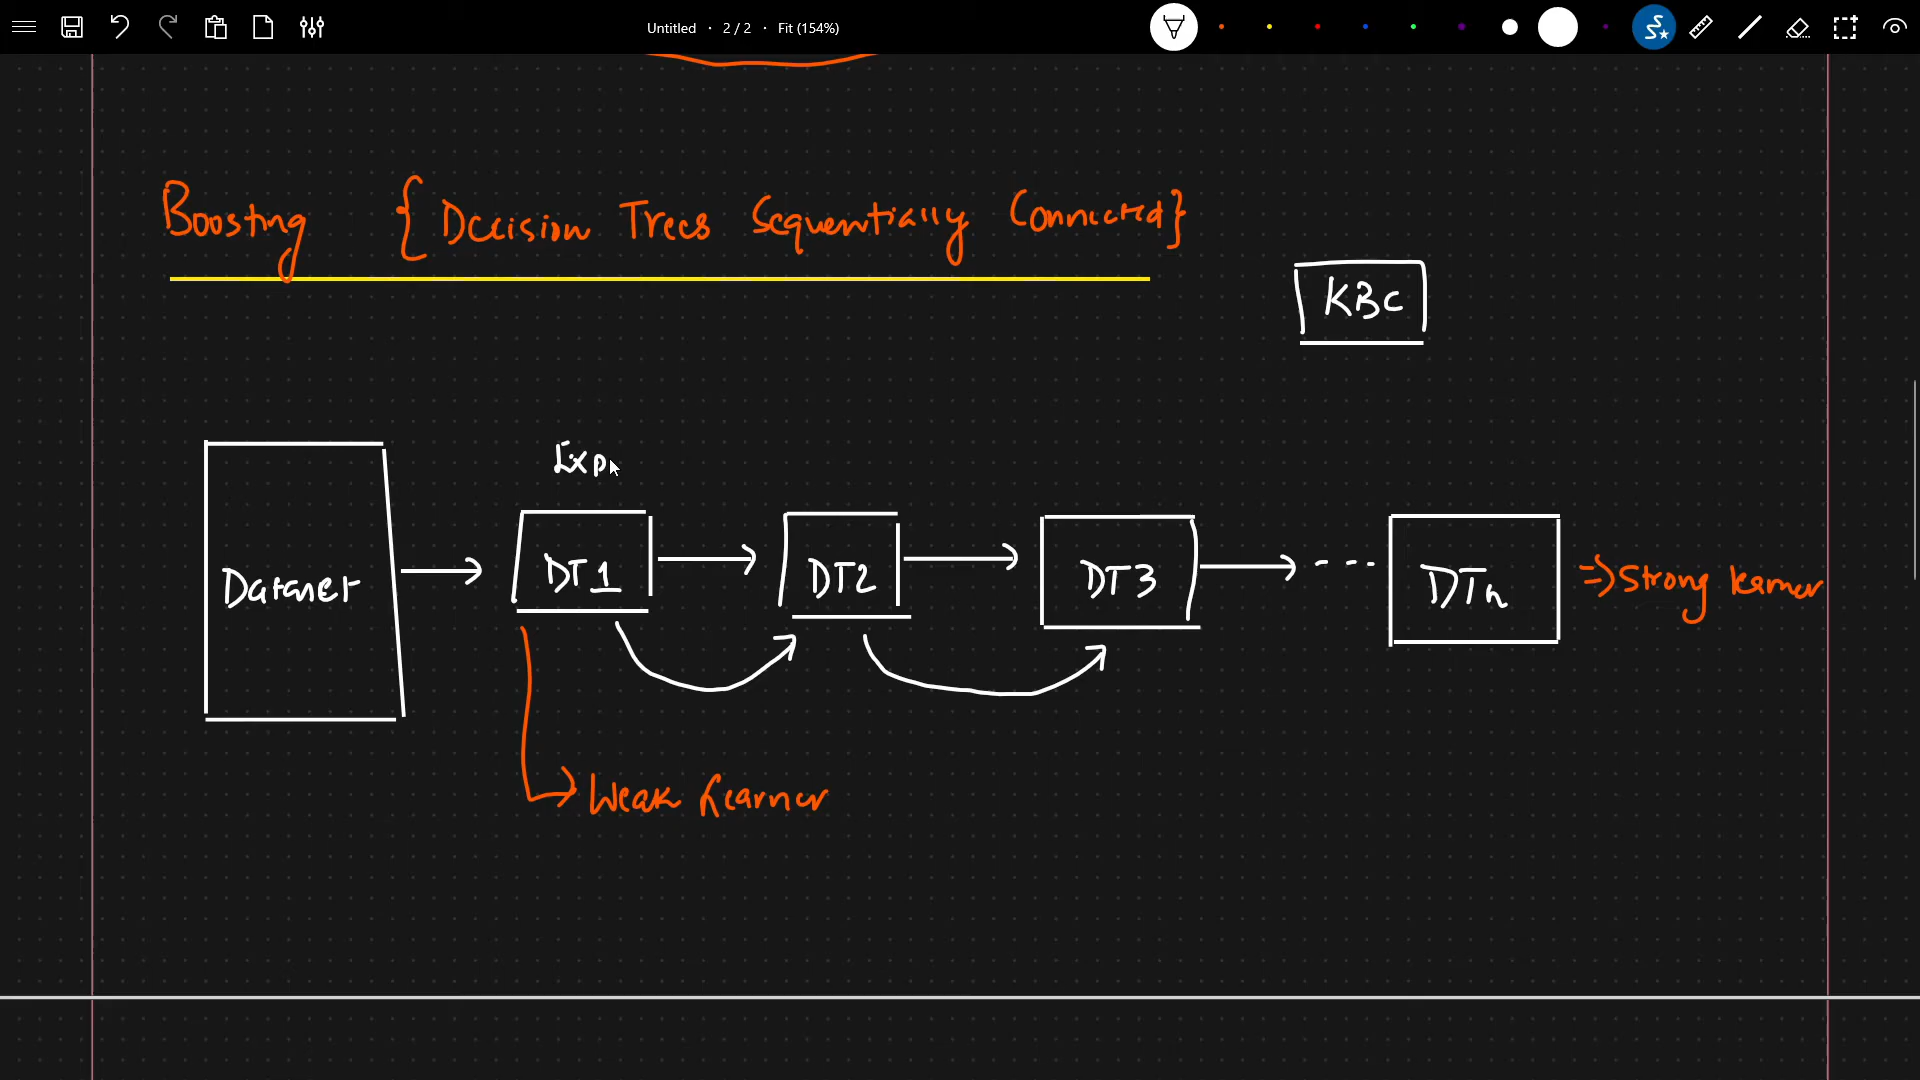 Untitled · 2 / 2 · Fit (154%)
Boosting { Decision Trees Sequentially Connected }
KBC
Exp
Dataset
DT1
DT2
DT3
DTn
⇒ Strong learner
Weak Learner